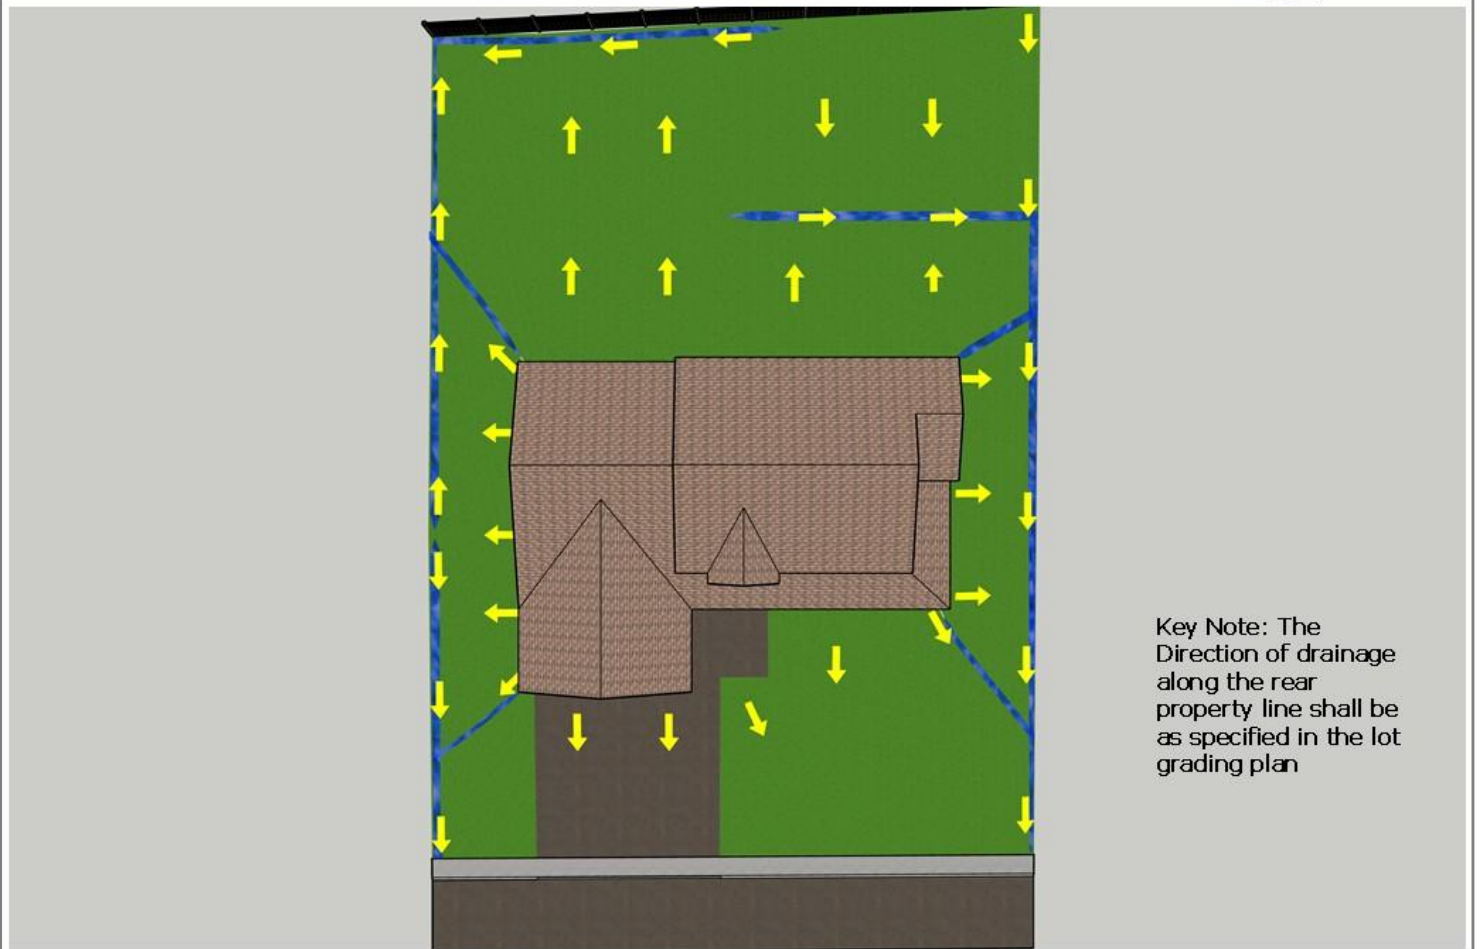 Key Note: The
Direction of drainage
along the rear
property line shall be
as specified in the lot
grading plan